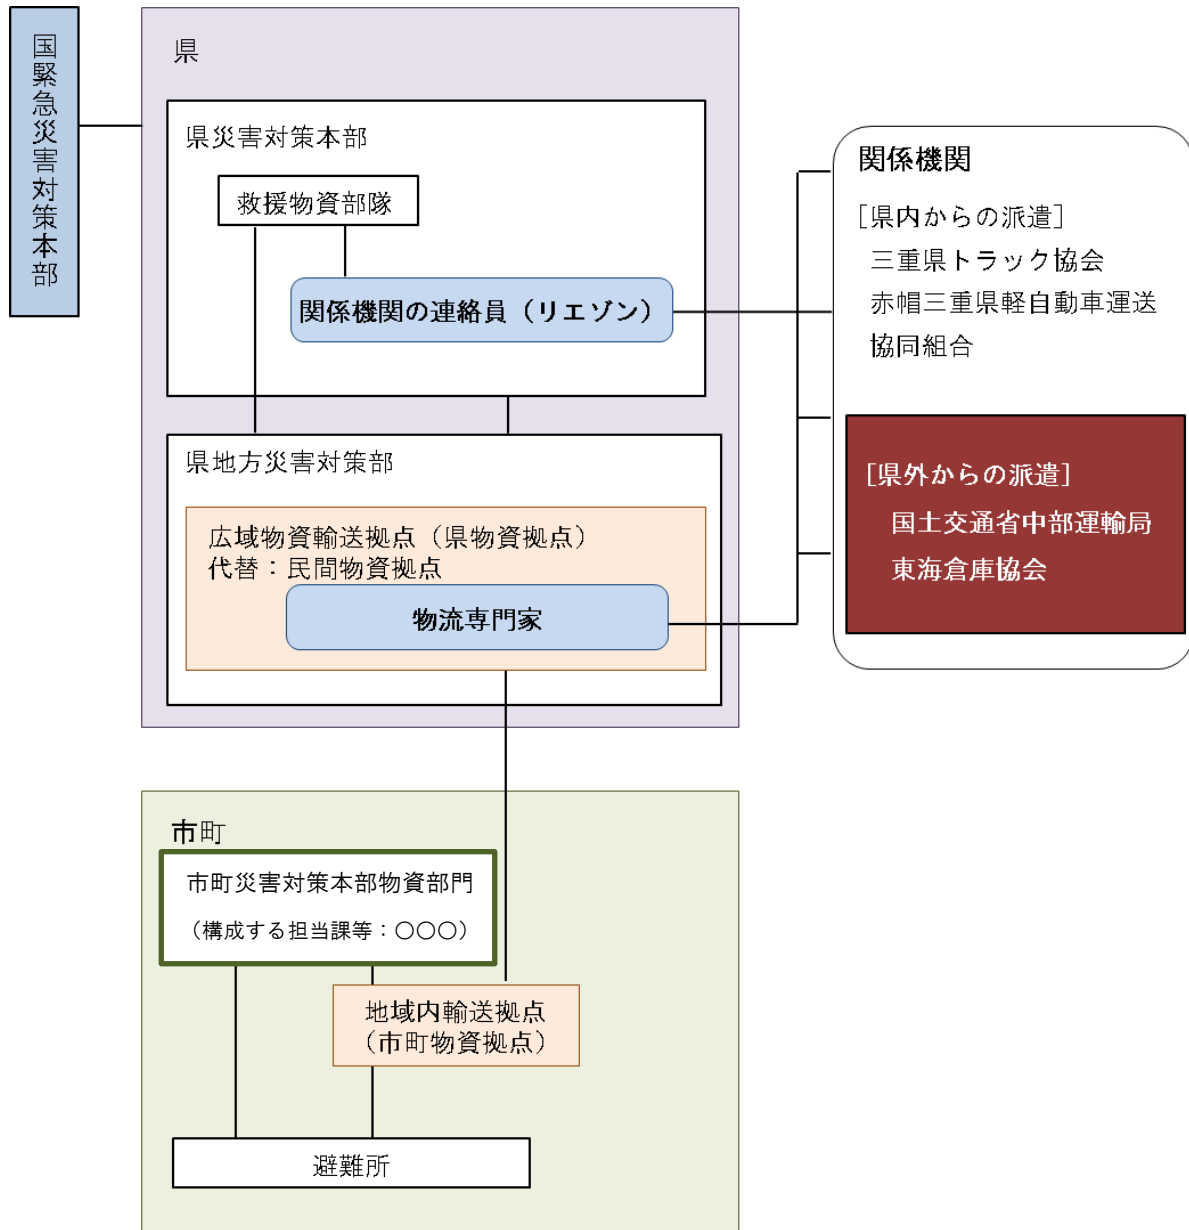 国緊急災害対策本部
県
県災害対策本部
救援物資部隊
関係機関の連絡員（リエゾン）
県地方災害対策部
広域物資輸送拠点（県物資拠点）
代替：民間物資拠点
物流専門家
関係機関
［県内からの派遣］
三重県トラック協会
赤帽三重県軽自動車運送
協同組合
［県外からの派遣］
国土交通省中部運輸局
東海倉庫協会
市町
市町災害対策本部物資部門
（構成する担当課等：〇〇〇）
地域内輸送拠点
（市町物資拠点）
避難所